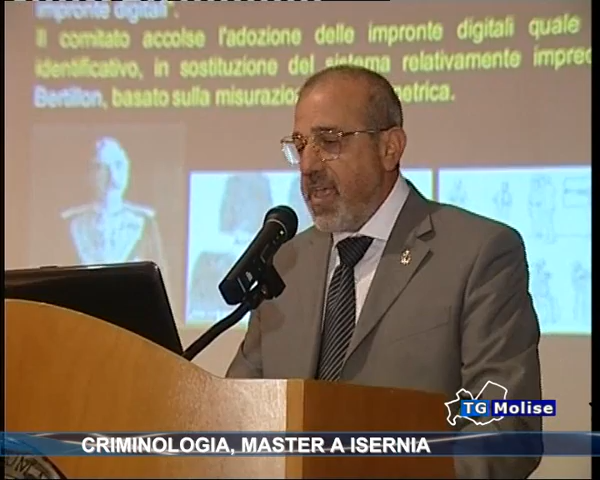 impronte digitali".
Il comitato accolse l'adozione delle impronte digitali quale
identificativo, in sostituzione del sistema relativamente
Bertillon, basato sulla
TG Molise
CRIMINOLOGIA, MASTER A ISERNIA